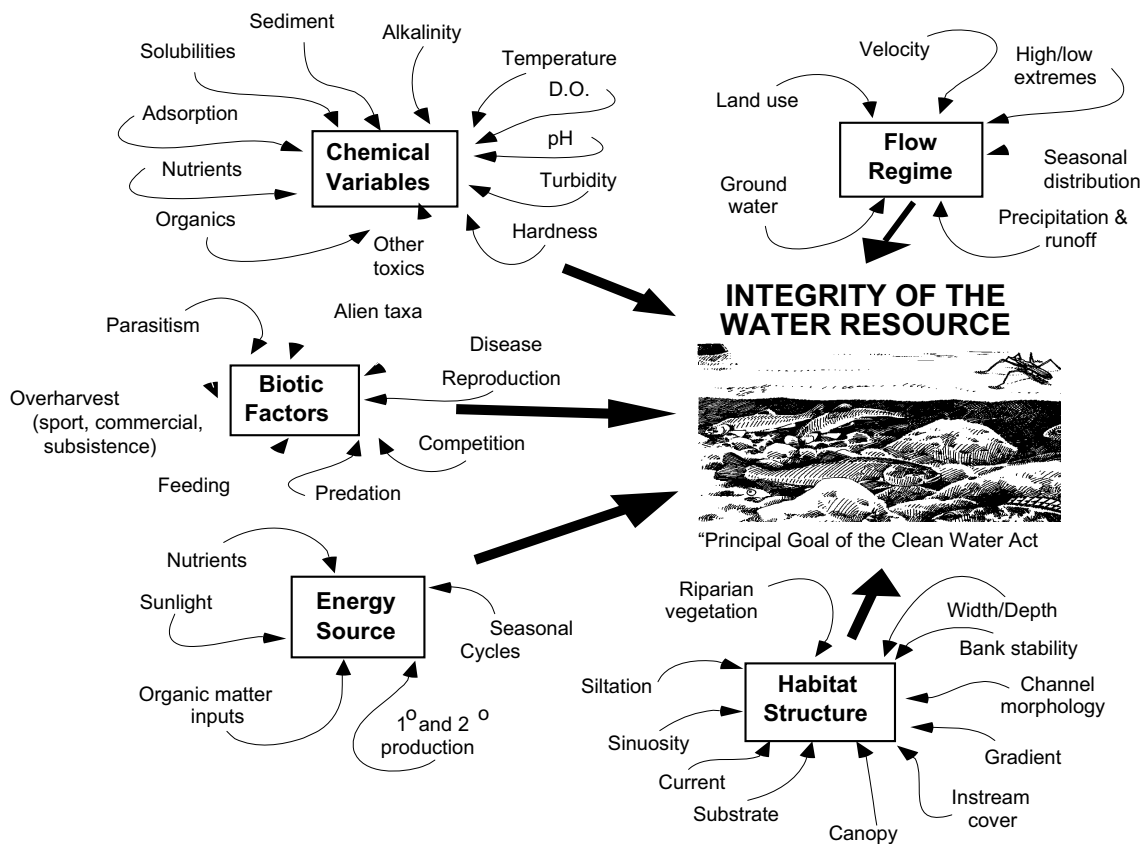 Sediment
Alkalinity
Solubilities
Temperature
D.O.
Adsorption
pH
Chemical
Variables
Nutrients
Turbidity
Organics
Hardness
Other
toxics
Velocity
High/low
extremes
Land use
Flow
Regime
Seasonal
distribution
Ground
water
Precipitation &
runoff
INTEGRITY OF THE
WATER RESOURCE
“Principal Goal of the Clean Water Act
Alien taxa
Parasitism
Disease
Reproduction
Biotic
Factors
Overharvest
(sport, commercial,
subsistence)
Competition
Feeding
Predation
Nutrients
Sunlight
Energy
Source
Seasonal
Cycles
Organic matter
inputs
1o and 2 o
production
Riparian
vegetation
Width/Depth
Bank stability
Siltation
Habitat
Structure
Channel
morphology
Sinuosity
Gradient
Current
Substrate
Instream
cover
Canopy